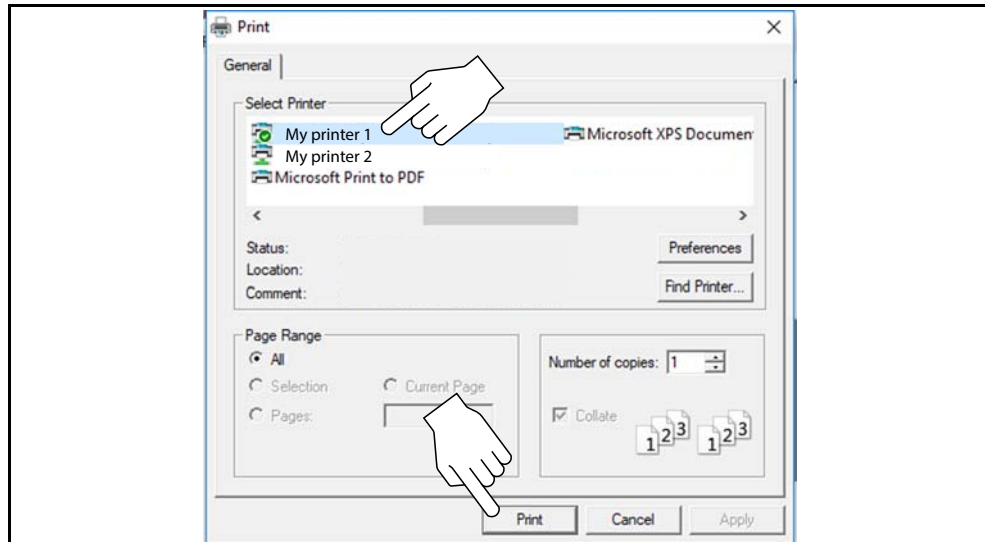 Print
General
Select Printer
My printer 1
Microsoft XPS Documen
My printer 2
Microsoft Print to PDF
Status:
Preferences
Location:
Find Printer...
Comment:
Page Range
All
Number of copies: 1
Selection
Current Page
Pages:
Collate
1 2 3 1 2 3
Print
Cancel
Apply